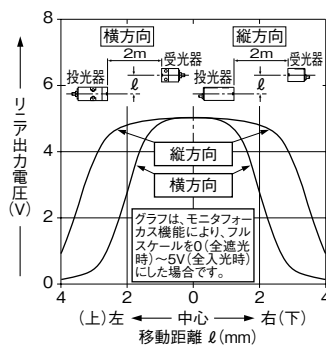 横方向
縦方向
2m
受光器
2m
受光器
投光器
ℓ
投光器
ℓ
8
6
4
2
0
リニア出力電圧(V)
↑
縦方向
横方向
グラフは、モニタフォー
カス機能により、フル
スケールを0(全遮光
時)～5V(全入光時)
にした場合です。
4
2
0
2
4
(上)左 ← 中心 → 右(下)
移動距離 ℓ(mm)